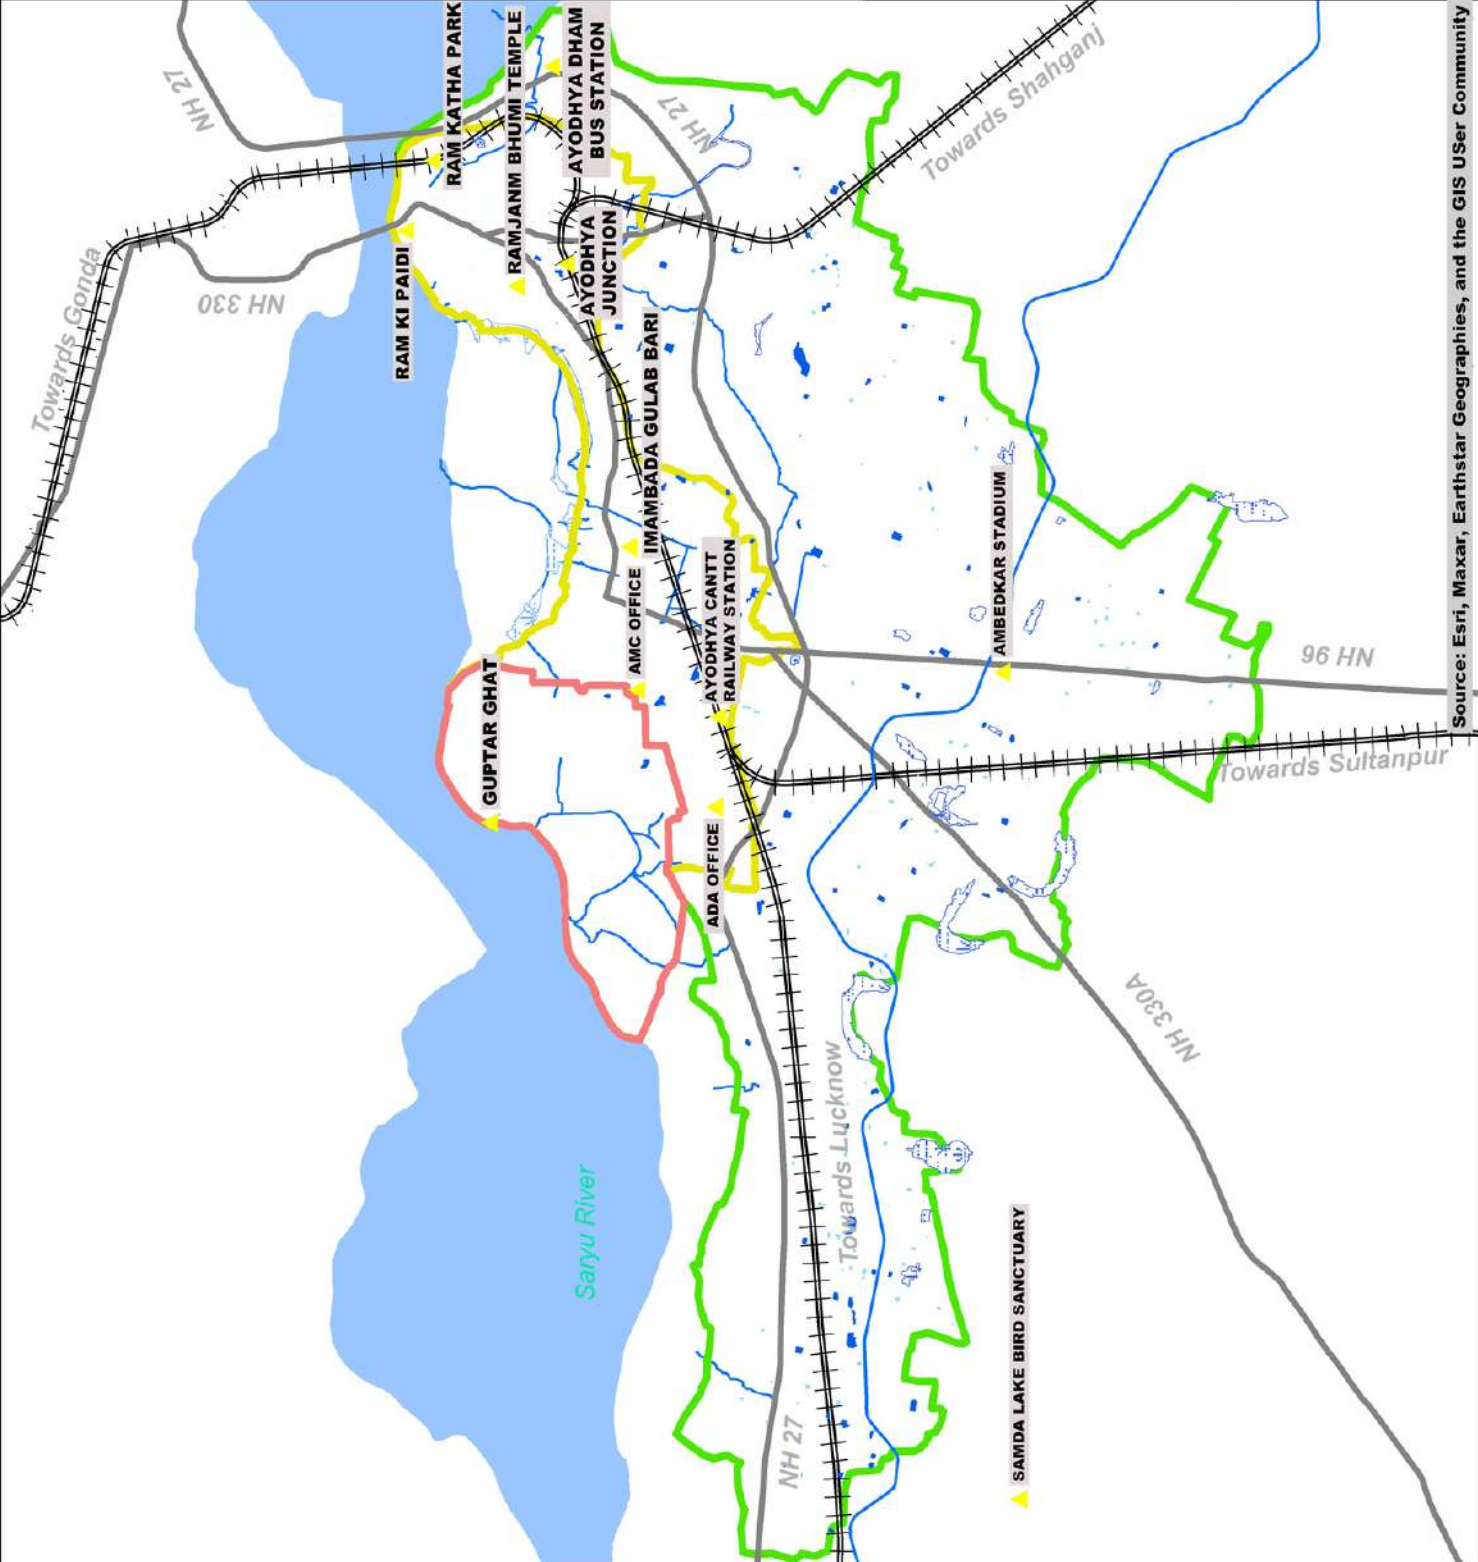 Towards Gonda
NH 27
NH 330
RAM KI PAIDI
RAM KATHA PARK
RAMJANM BHUMI TEMPLE
AYODHYA DHAM
BUS STATION
AYODHYA
JUNCTION
NH 27
Towards Shahganj
IMAMBADA GULAB BARI
AMC OFFICE
GUPTAR GHAT
AYODHYA CANTT
RAILWAY STATION
ADA OFFICE
AMBEDKAR STADIUM
NH 96
Towards Sultanpur
NH 330A
Saryu River
Towards Lucknow
NH 27
SAMDA LAKE BIRD SANCTUARY
Source: Esri, Maxar, Earthstar Geographies, and the GIS USer Community